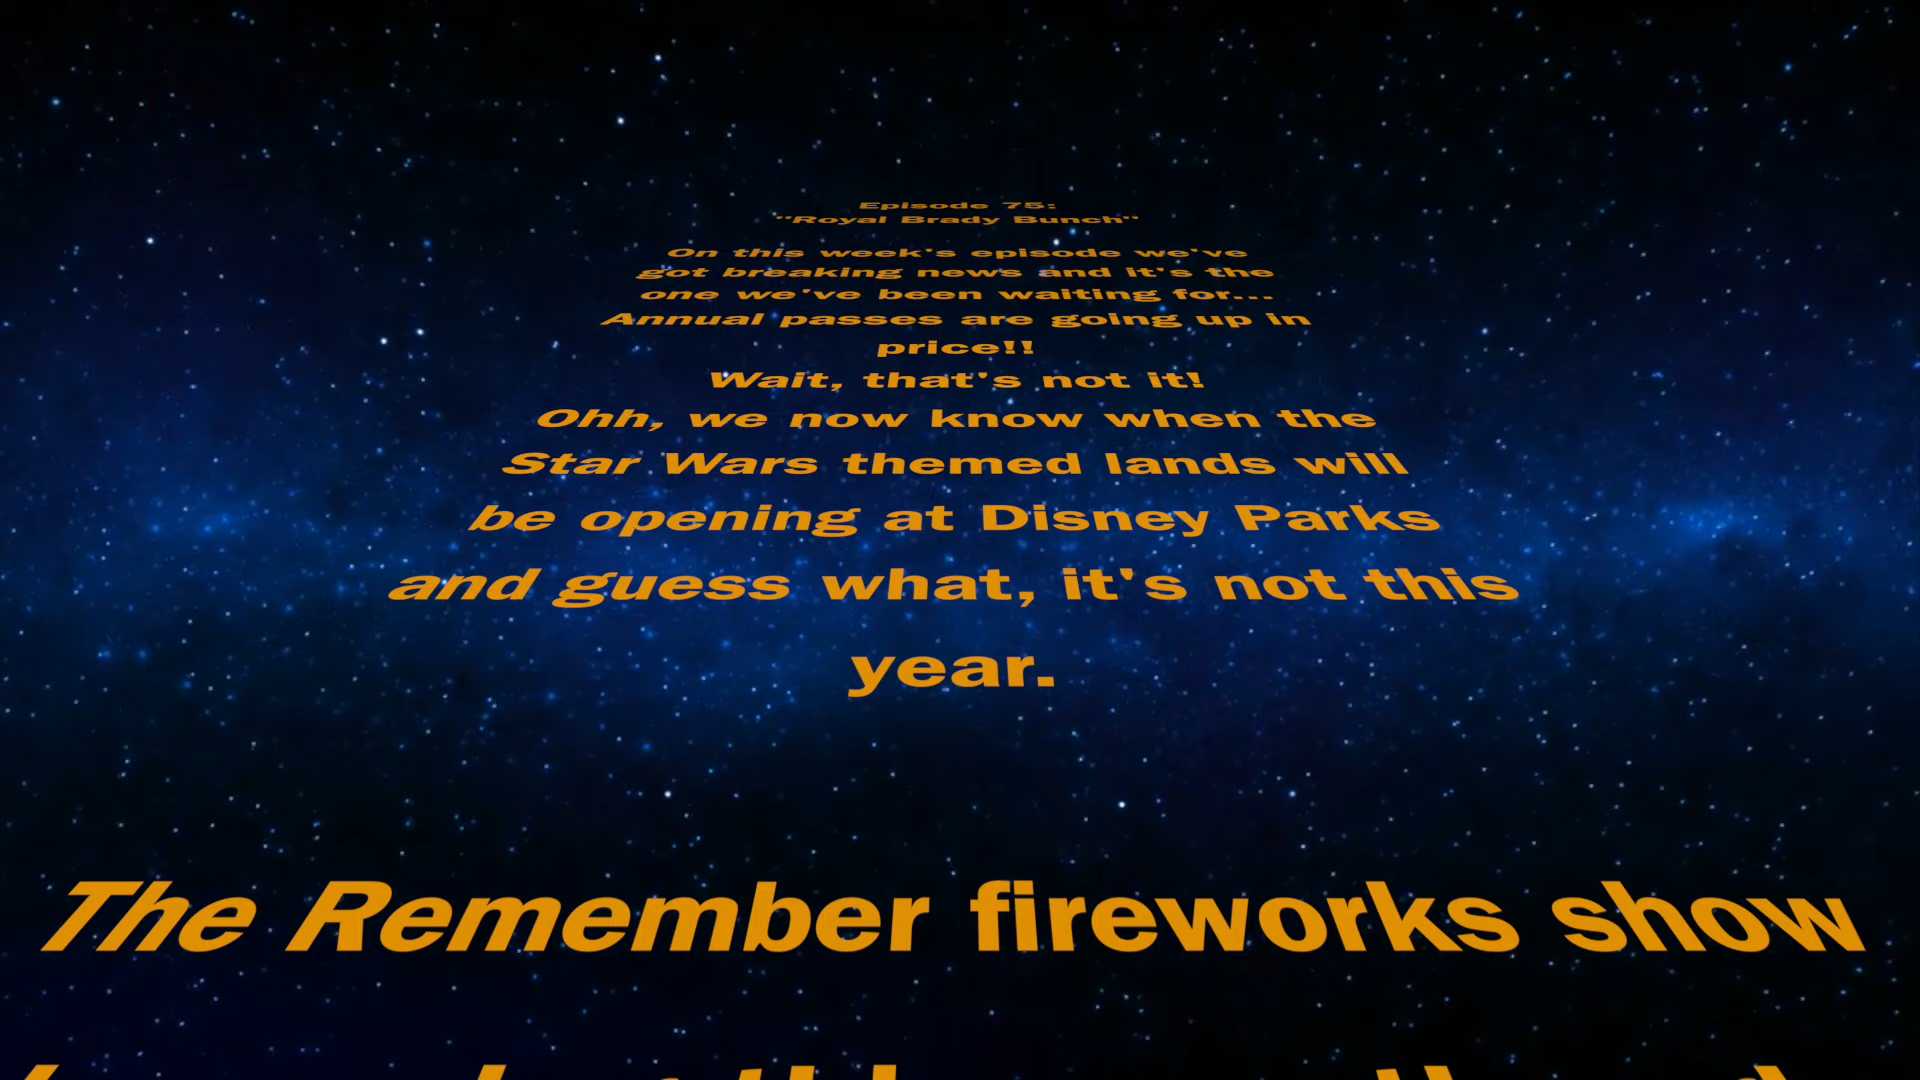 Episode 75:
"Royal Brady Bunch"
On this week's episode we've
got breaking news and it's the
one we've been waiting for...
Annual passes are going up in
price!!
Wait, that's not it!
Ohh, we now know when the
Star Wars themed lands will
be opening at Disney Parks
and guess what, it's not this
year.
The Remember fireworks show